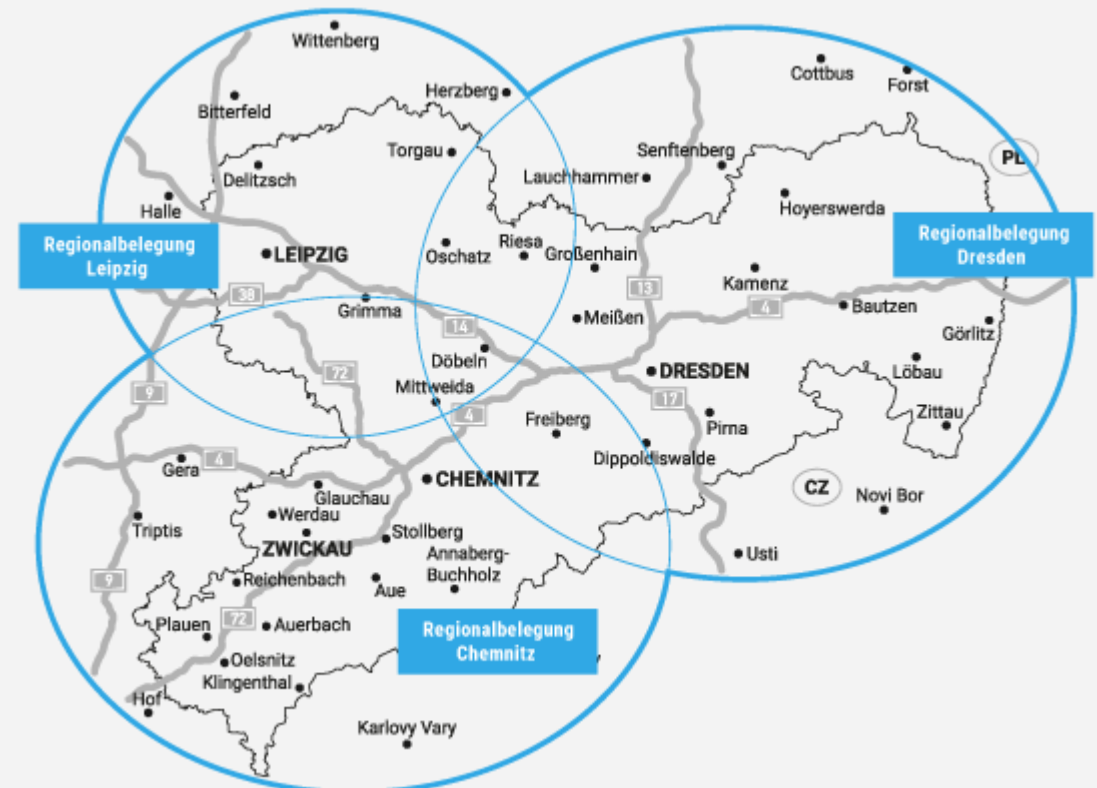 Wittenberg
Cottbus
Forst
Herzberg
Bitterfeld
Torgau
Senftenberg
PL
Delitzsch
Lauchhammer
Halle
Hoyerswerda
Regionalbelegung
Leipzig
Regionalbelegung
Dresden
LEIPZIG
Oschatz
Riesa
Großenhain
38
13
Kamenz
4
Grimma
14
Meißen
Bautzen
Görlitz
Döbeln
72
DRESDEN
Löbau
9
Mittweida
4
17
Freiberg
Pirna
Zittau
Gera
4
Dippoldiswalde
CHEMNITZ
CZ
Glauchau
Novi Bor
Triptis
Werdau
ZWICKAU
Stollberg
Annaberg-
Buchholz
Usti
9
Reichenbach
Aue
72
Plauen
Auerbach
Regionalbelegung
Chemnitz
Oelsnitz
Klingenthal
Hof
Karlovy Vary